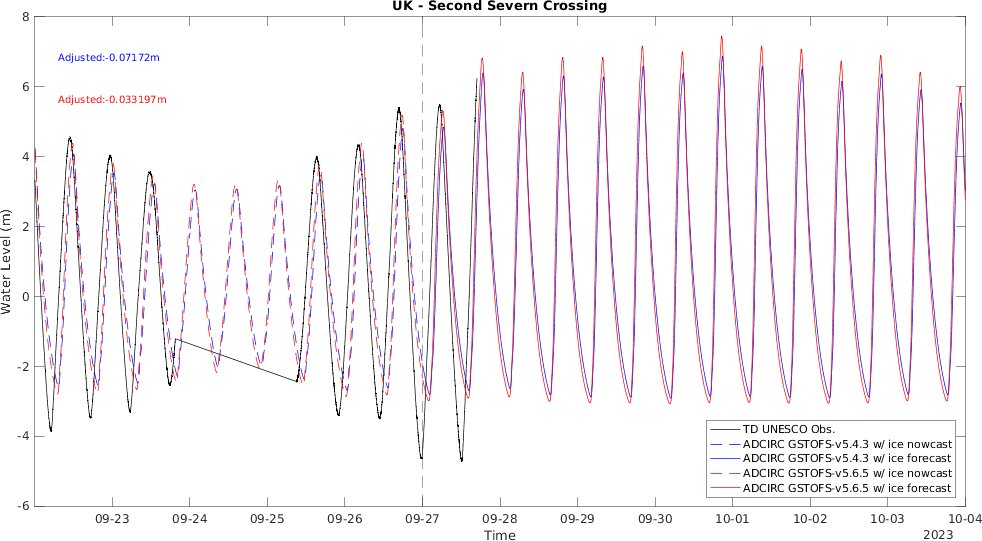 UK - Second Severn Crossing
8
6
4
2
0
-2
-4
-6
Water Level (m)
Adjusted:-0.07172m
Adjusted:-0.033197m
TD UNESCO Obs.
ADCIRC GSTOFS-v5.4.3 w/ ice nowcast
ADCIRC GSTOFS-v5.4.3 w/ ice forecast
ADCIRC GSTOFS-v5.6.5 w/ ice nowcast
ADCIRC GSTOFS-v5.6.5 w/ ice forecast
09-23 09-24 09-25 09-26 09-27 09-28 09-29 09-30 10-01 10-02 10-03 10-04
Time
2023